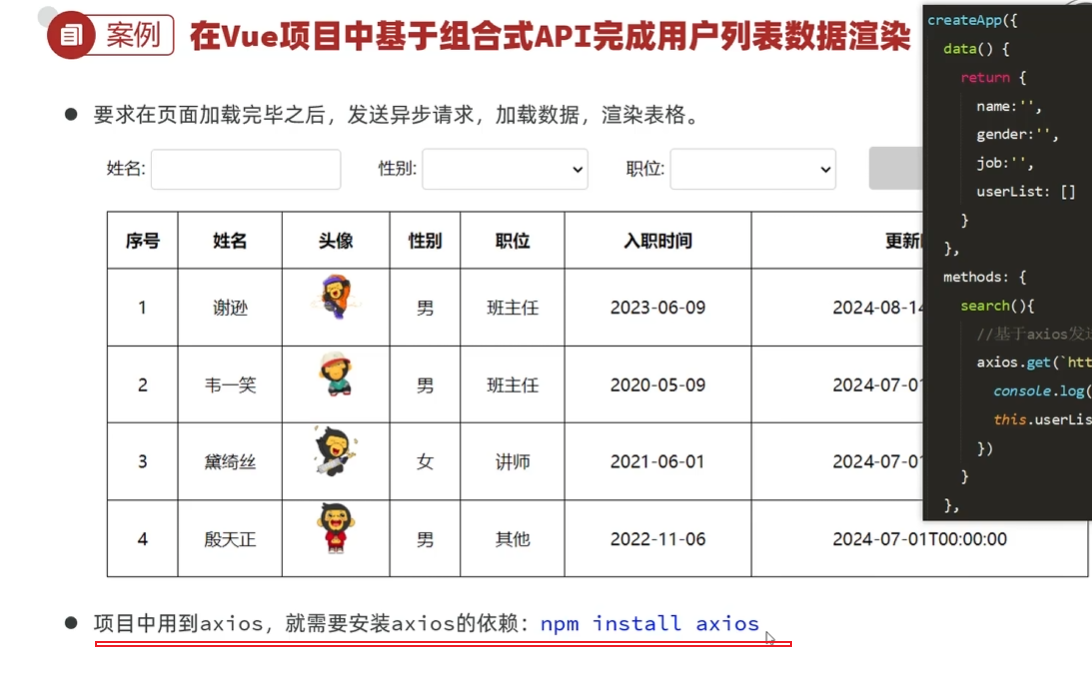 案例 在Vue项目中基于组合式API完成用户列表数据渲染
要求在页面加载完毕之后，发送异步请求，加载数据，渲染表格。
姓名: 性别: 职位:
序号 姓名 头像 性别 职位 入职时间 更新
1 谢逊 男 班主任 2023-06-09 2024-08-14
2 韦一笑 男 班主任 2020-05-09 2024-07-01
3 黛绮丝 女 讲师 2021-06-01 2024-07-01
4 殷天正 男 其他 2022-11-06 2024-07-01T00:00:00
项目中用到axios，就需要安装axios的依赖：npm install axios
createApp({
data() {
return {
name:'',
gender:'',
job:'',
userList: []
}
},
methods: {
search(){
//基于axios发送
axios.get(`htt
console.log(
this.userLis
})
}
},